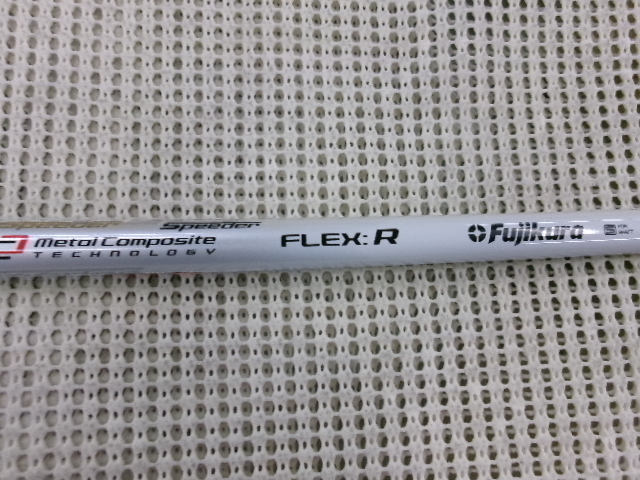 Speeder
Metal Composite
TECHNOLOGY
FLEX: R
Fujikura